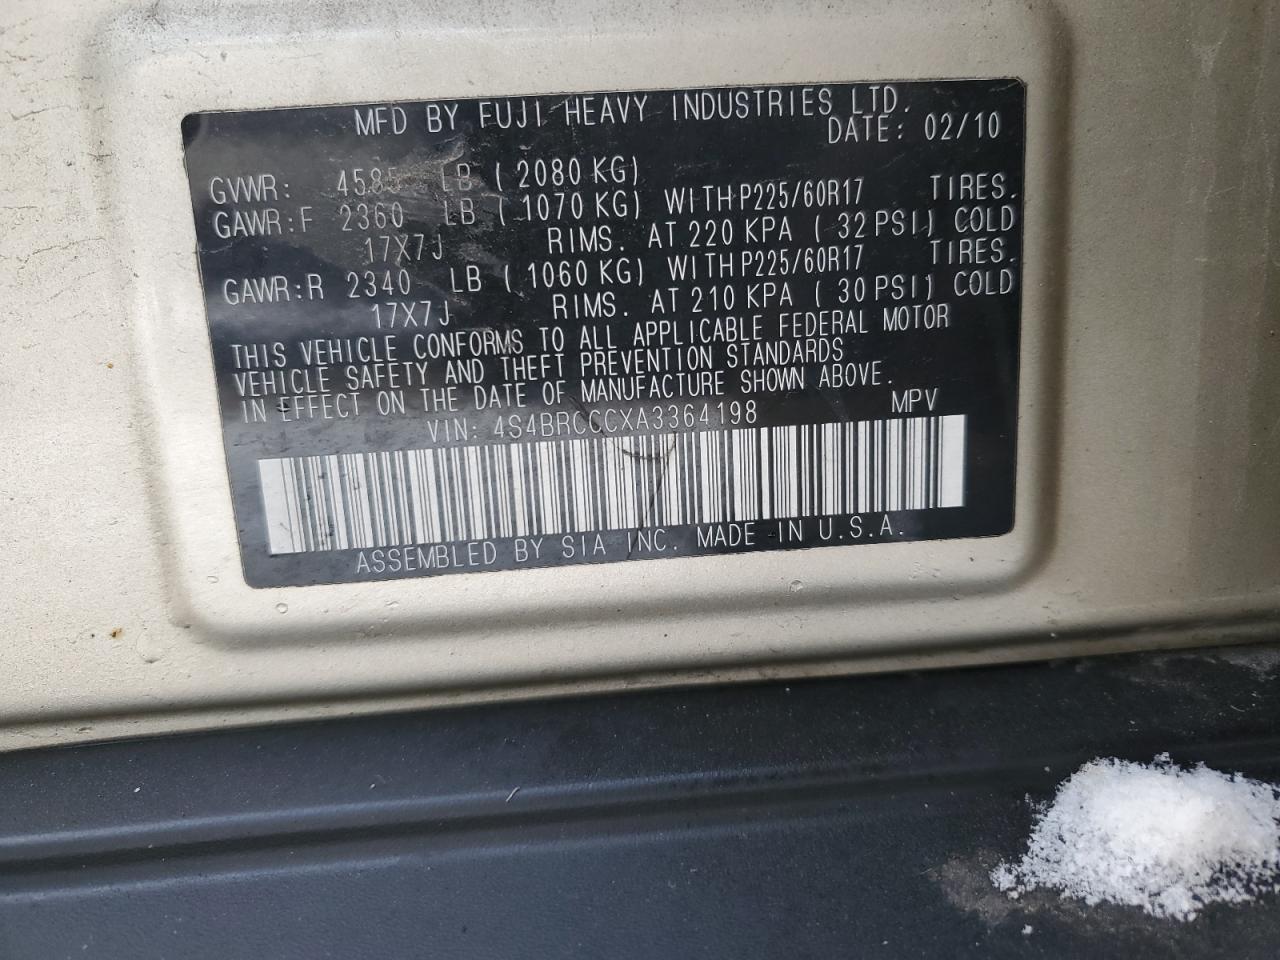 MFD BY FUJI HEAVY INDUSTRIES LTD.
DATE: 02/10
GVWR: 4585 LB ( 2080 KG)
GAWR:F 2360 LB ( 1070 KG) WITH P225/60R17 TIRES.
17X7J RIMS. AT 220 KPA ( 32 PSI) COLD
GAWR:R 2340 LB ( 1060 KG) WITH P225/60R17 TIRES.
17X7J RIMS. AT 210 KPA ( 30 PSI) COLD
THIS VEHICLE CONFORMS TO ALL APPLICABLE FEDERAL MOTOR
VEHICLE SAFETY AND THEFT PREVENTION STANDARDS
IN EFFECT ON THE DATE OF MANUFACTURE SHOWN ABOVE.
VIN: 4S4BRCCCXA3364198 MPV
ASSEMBLED BY SIA INC. MADE IN U.S.A.